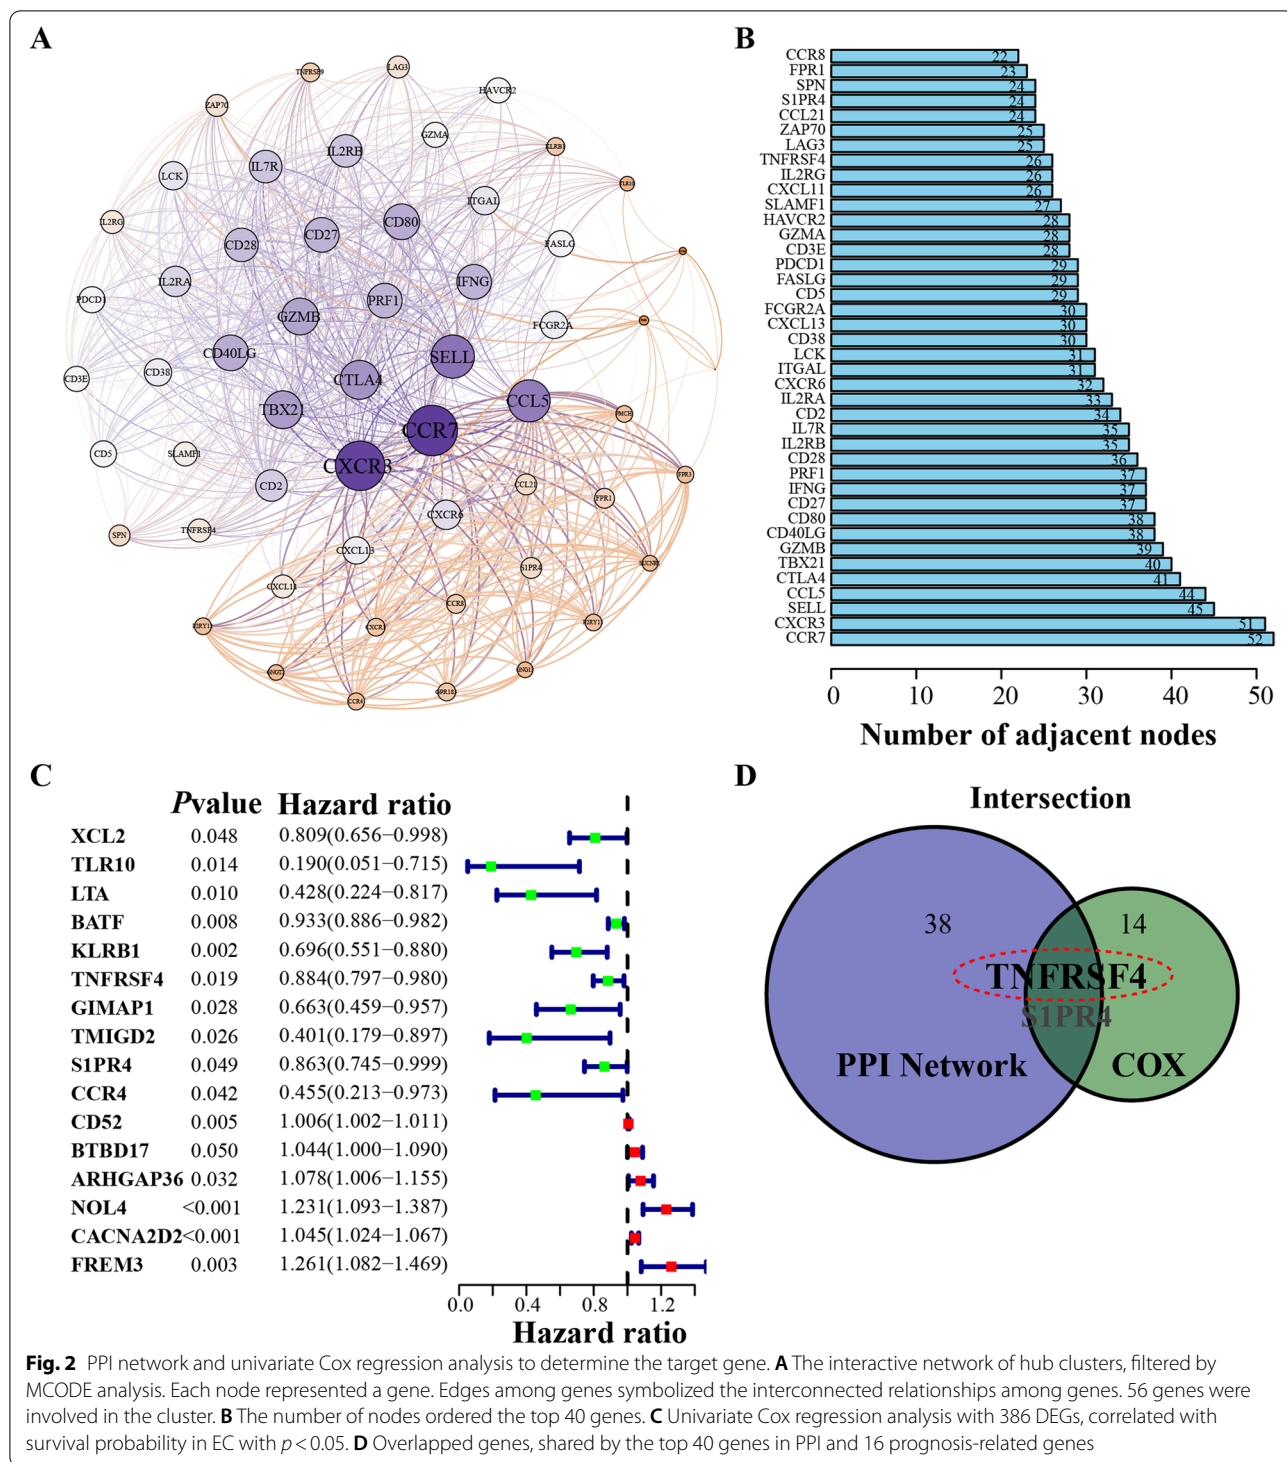 A
TNFRSF9
LAG3
HAVCR2
ZAP70
GZMA
KLRB1
IL2RB
IL7R
LCK
TLR10
ITGAL
IL2RG
CD80
CD27
CD28
FASLG
IL2RA
IFNG
PDCD1
PRF1
GZMB
FCGR2A
CD40LG
SELL
CD3E
CD38
CTLA4
TBX21
CCL5
PMCH
CCR7
CD5
SLAMF1
CXCR3
CD2
CCL21
FPR3
FPR1
CXCR6
SPN
TNFRSF4
CXCL13
S1PR4
SUCNR1
CXCL11
CCR8
GPR18
CCR4
B
CCR8 22
FPR1 23
SPN 24
S1PR4 24
CCL21 24
ZAP70 25
LAG3 25
TNFRSF4 26
IL2RG 26
CXCL11 26
SLAMF1 27
HAVCR2 28
GZMA 28
CD3E 28
PDCD1 29
FASLG 29
CD5 29
FCGR2A 30
CXCL13 30
CD38 30
LCK 31
ITGAL 31
CXCR6 32
IL2RA 33
CD2 34
IL7R 35
IL2RB 35
CD28 36
PRF1 37
IFNG 37
CD27 37
CD80 38
CD40LG 38
GZMB 39
TBX21 40
CTLA4 41
CCL5 44
SELL 45
CXCR3 51
CCR7 52
0 10 20 30 40 50
Number of adjacent nodes
C
Pvalue Hazard ratio
XCL2 0.048 0.809(0.656−0.998)
TLR10 0.014 0.190(0.051−0.715)
LTA 0.010 0.428(0.224−0.817)
BATF 0.008 0.933(0.886−0.982)
KLRB1 0.002 0.696(0.551−0.880)
TNFRSF4 0.019 0.884(0.797−0.980)
GIMAP1 0.028 0.663(0.459−0.957)
TMIGD2 0.026 0.401(0.179−0.897)
S1PR4 0.049 0.863(0.745−0.999)
CCR4 0.042 0.455(0.213−0.973)
CD52 0.005 1.006(1.002−1.011)
BTBD17 0.050 1.044(1.000−1.090)
ARHGAP36 0.032 1.078(1.006−1.155)
NOL4 <0.001 1.231(1.093−1.387)
CACNA2D2 <0.001 1.045(1.024−1.067)
FREM3 0.003 1.261(1.082−1.469)
0.0 0.4 0.8 1.2
Hazard ratio
D
Intersection
38 14
TNFRSF4
S1PR4
PPI Network COX
Fig. 2 PPI network and univariate Cox regression analysis to determine the target gene. A The interactive network of hub clusters, filtered by
MCODE analysis. Each node represented a gene. Edges among genes symbolized the interconnected relationships among genes. 56 genes were
involved in the cluster. B The number of nodes ordered the top 40 genes. C Univariate Cox regression analysis with 386 DEGs, correlated with
survival probability in EC with p < 0.05. D Overlapped genes, shared by the top 40 genes in PPI and 16 prognosis-related genes